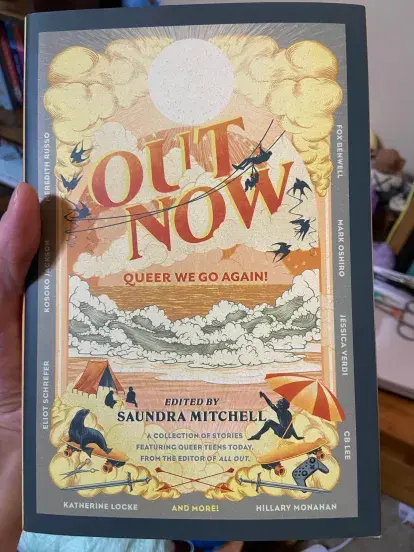 OUT
NOW
QUEER WE GO AGAIN!
EDITED BY
SAUNDRA MITCHELL
A COLLECTION OF STORIES
FEATURING QUEER TEENS TODAY,
FROM THE EDITOR OF ALL OUT.
MEREDITH RUSSO
KOSOKO JACKSON
ELIOT SCHREFER
KATHERINE LOCKE
AND MORE!
HILLARY MONAHAN
FOX BENWELL
MARK OSHIRO
JESSICA VERDI
CB LEE